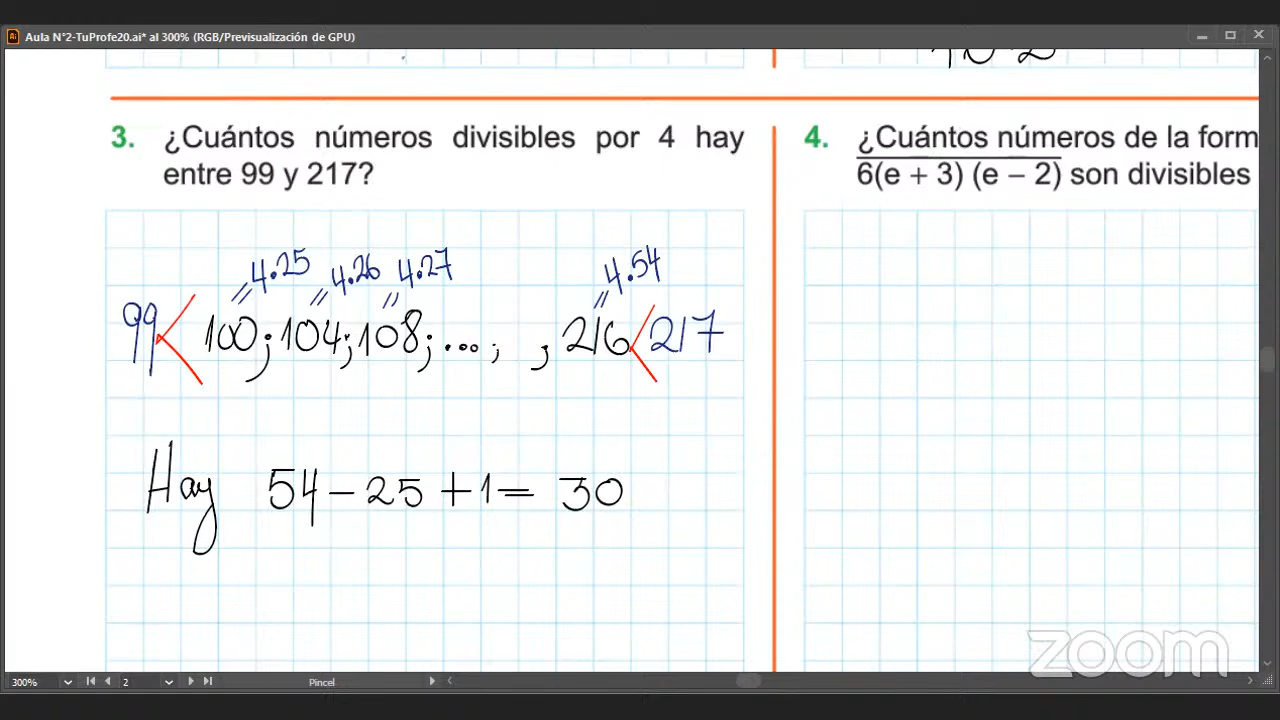 Aula N°2-TuProfe20.ai* al 300% (RGB/Previsualización de GPU)
3. ¿Cuántos números divisibles por 4 hay
entre 99 y 217?
4.25 4.26 4.27 4.54
99 < 100; 104; 108; ...; , 216 < 217
Hay 54 - 25 + 1 = 30
4. ¿Cuántos números de la form
6(e + 3) (e − 2) son divisibles
zoom
300% 2 Pincel